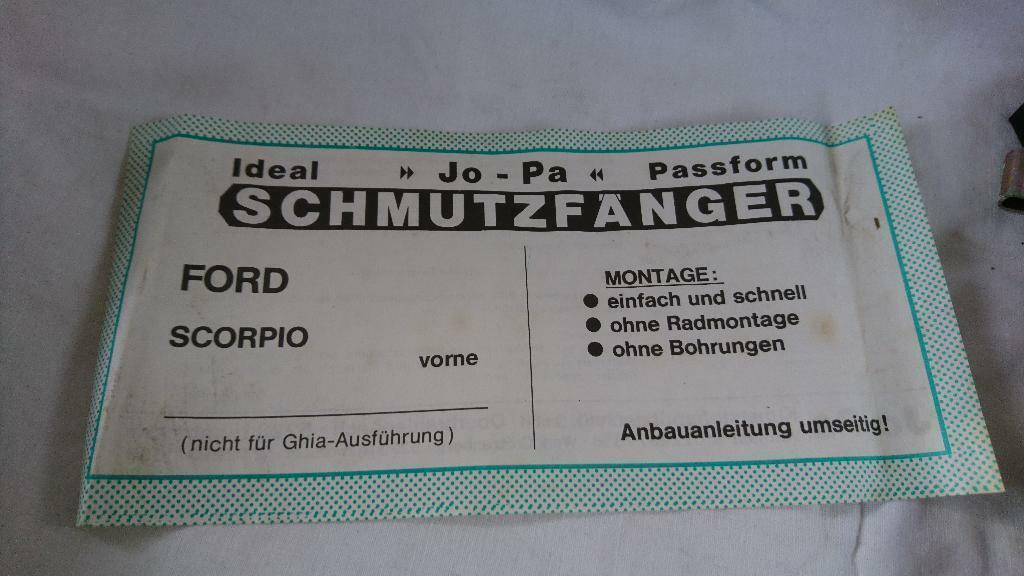 Ideal » Jo - Pa « Passform
SCHMUTZFÄNGER
FORD
SCORPIO
vorne
(nicht für Ghia-Ausführung)
MONTAGE:
● einfach und schnell
● ohne Radmontage
● ohne Bohrungen
Anbauanleitung umseitig!